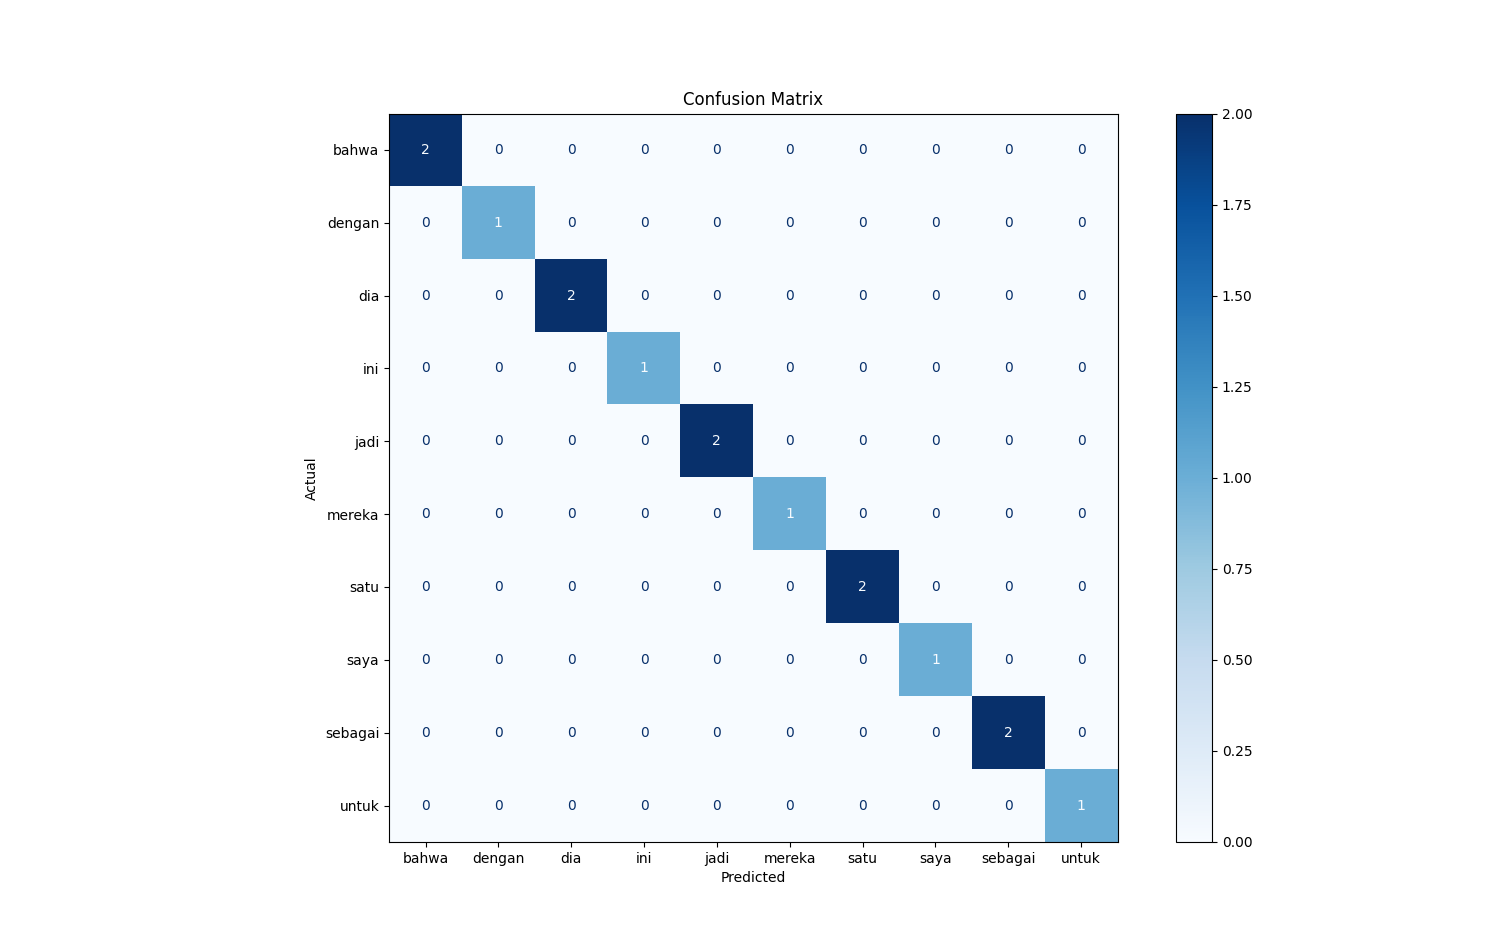 Confusion Matrix
bahwa 2 0 0 0 0 0 0 0 0 0
dengan 0 1 0 0 0 0 0 0 0 0
dia 0 0 2 0 0 0 0 0 0 0
ini 0 0 0 1 0 0 0 0 0 0
jadi 0 0 0 0 2 0 0 0 0 0
mereka 0 0 0 0 0 1 0 0 0 0
satu 0 0 0 0 0 0 2 0 0 0
saya 0 0 0 0 0 0 0 1 0 0
sebagai 0 0 0 0 0 0 0 0 2 0
untuk 0 0 0 0 0 0 0 0 0 1
bahwa dengan dia ini jadi mereka satu saya sebagai untuk
Predicted
Actual
2.00
1.75
1.50
1.25
1.00
0.75
0.50
0.25
0.00